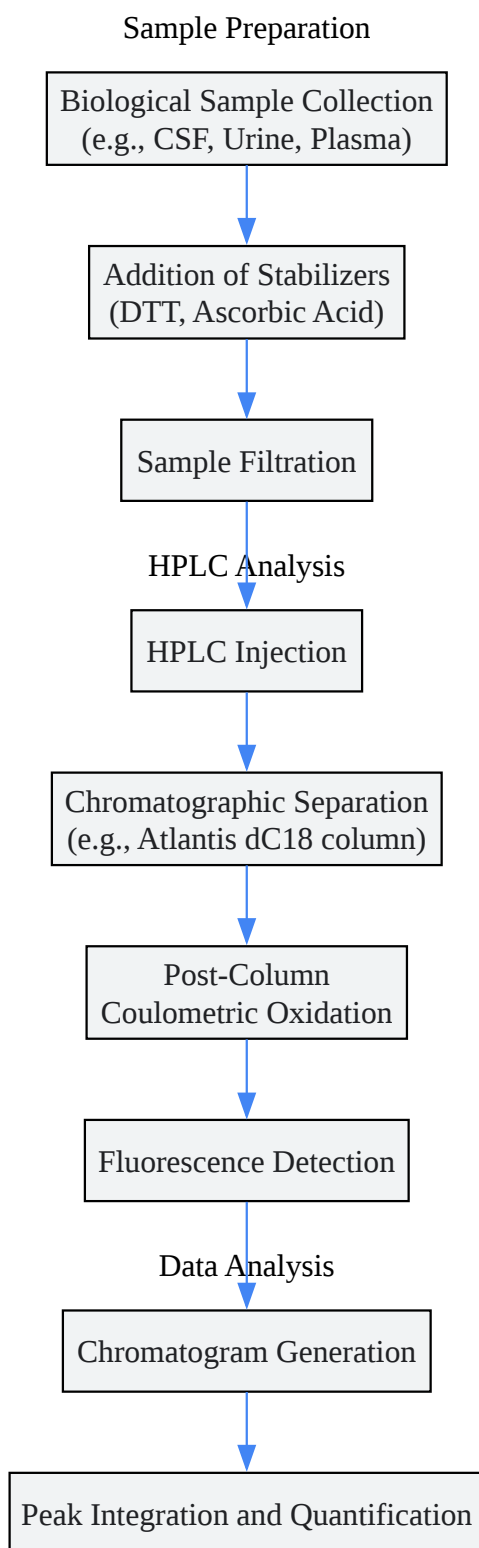 Sample Preparation
Biological Sample Collection
(e.g., CSF, Urine, Plasma)
Addition of Stabilizers
(DTT, Ascorbic Acid)
Sample Filtration
HPLC Analysis
HPLC Injection
Chromatographic Separation
(e.g., Atlantis dC18 column)
Post-Column
Coulometric Oxidation
Fluorescence Detection
Data Analysis
Chromatogram Generation
Peak Integration and Quantification